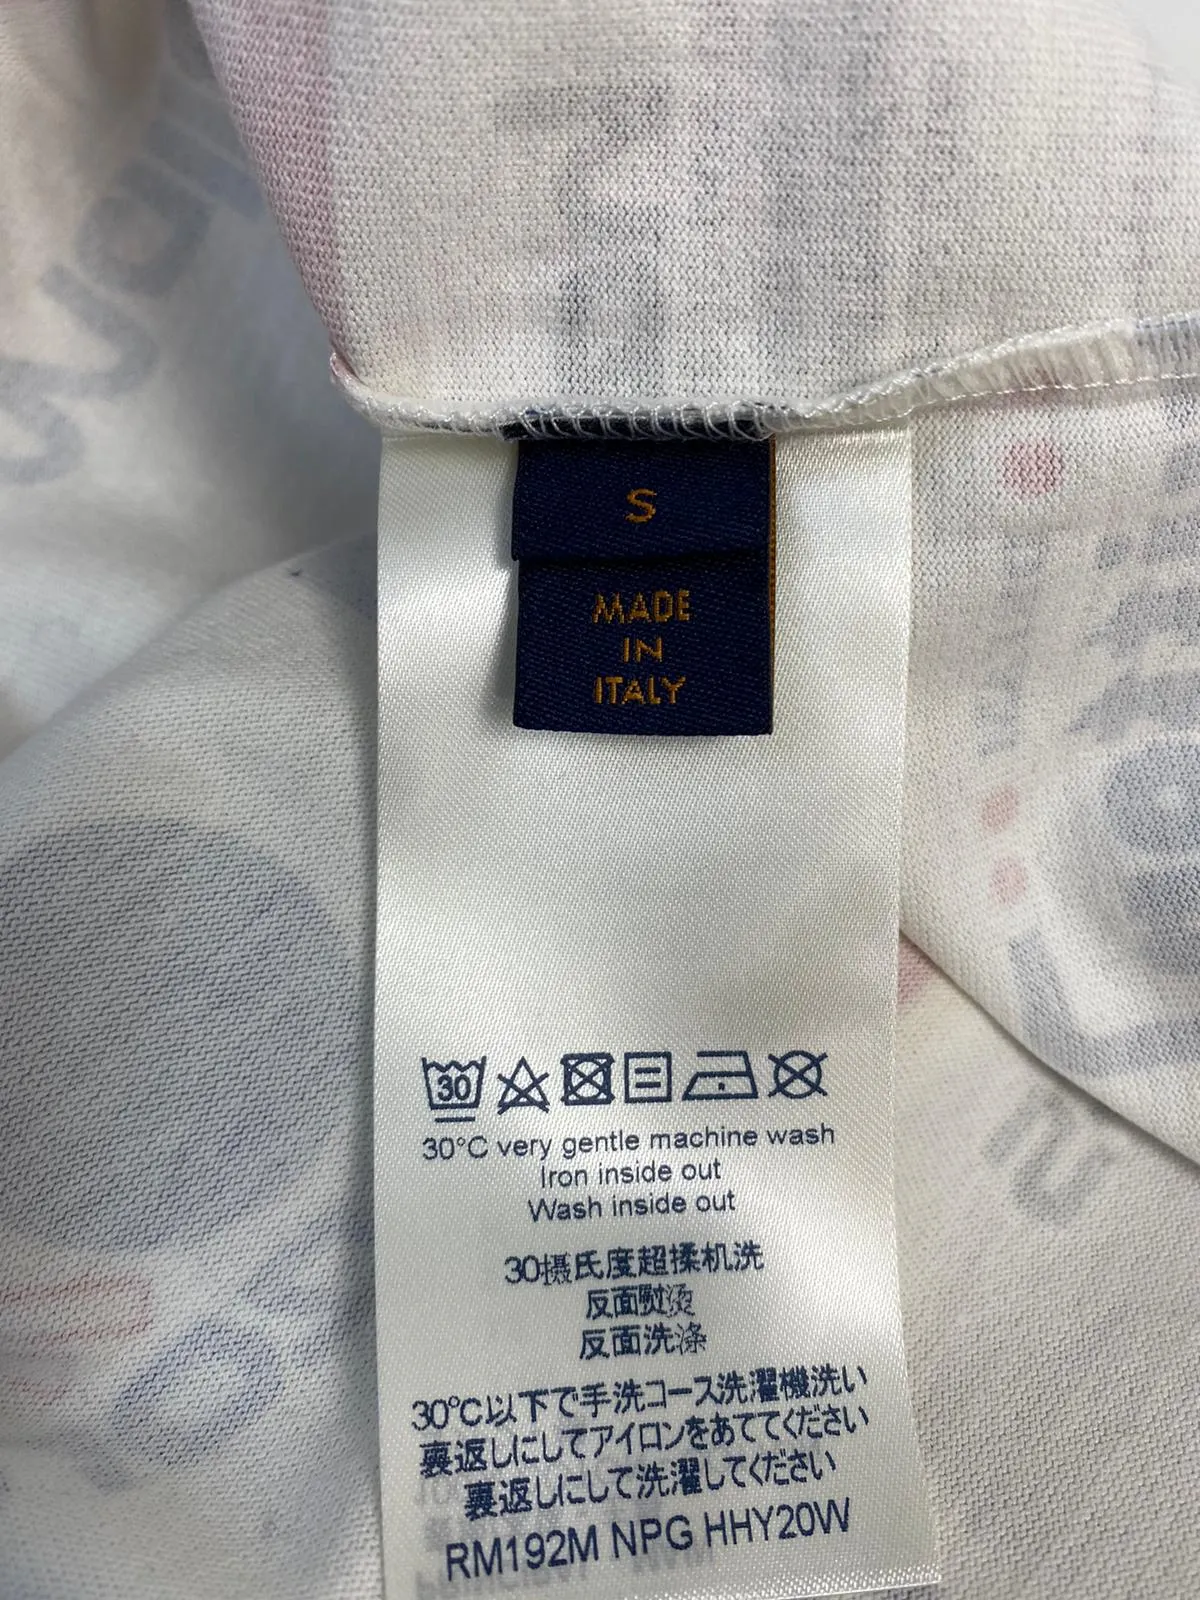 S
MADE
IN
ITALY
30
30°C very gentle machine wash
Iron inside out
Wash inside out
30摄氏度超揉机洗
反面熨烫
反面洗涤
30℃以下で手洗コース洗濯機洗い
裏返しにしてアイロンをあててください
裏返しにして洗濯してください
RM192M NPG HHY20W